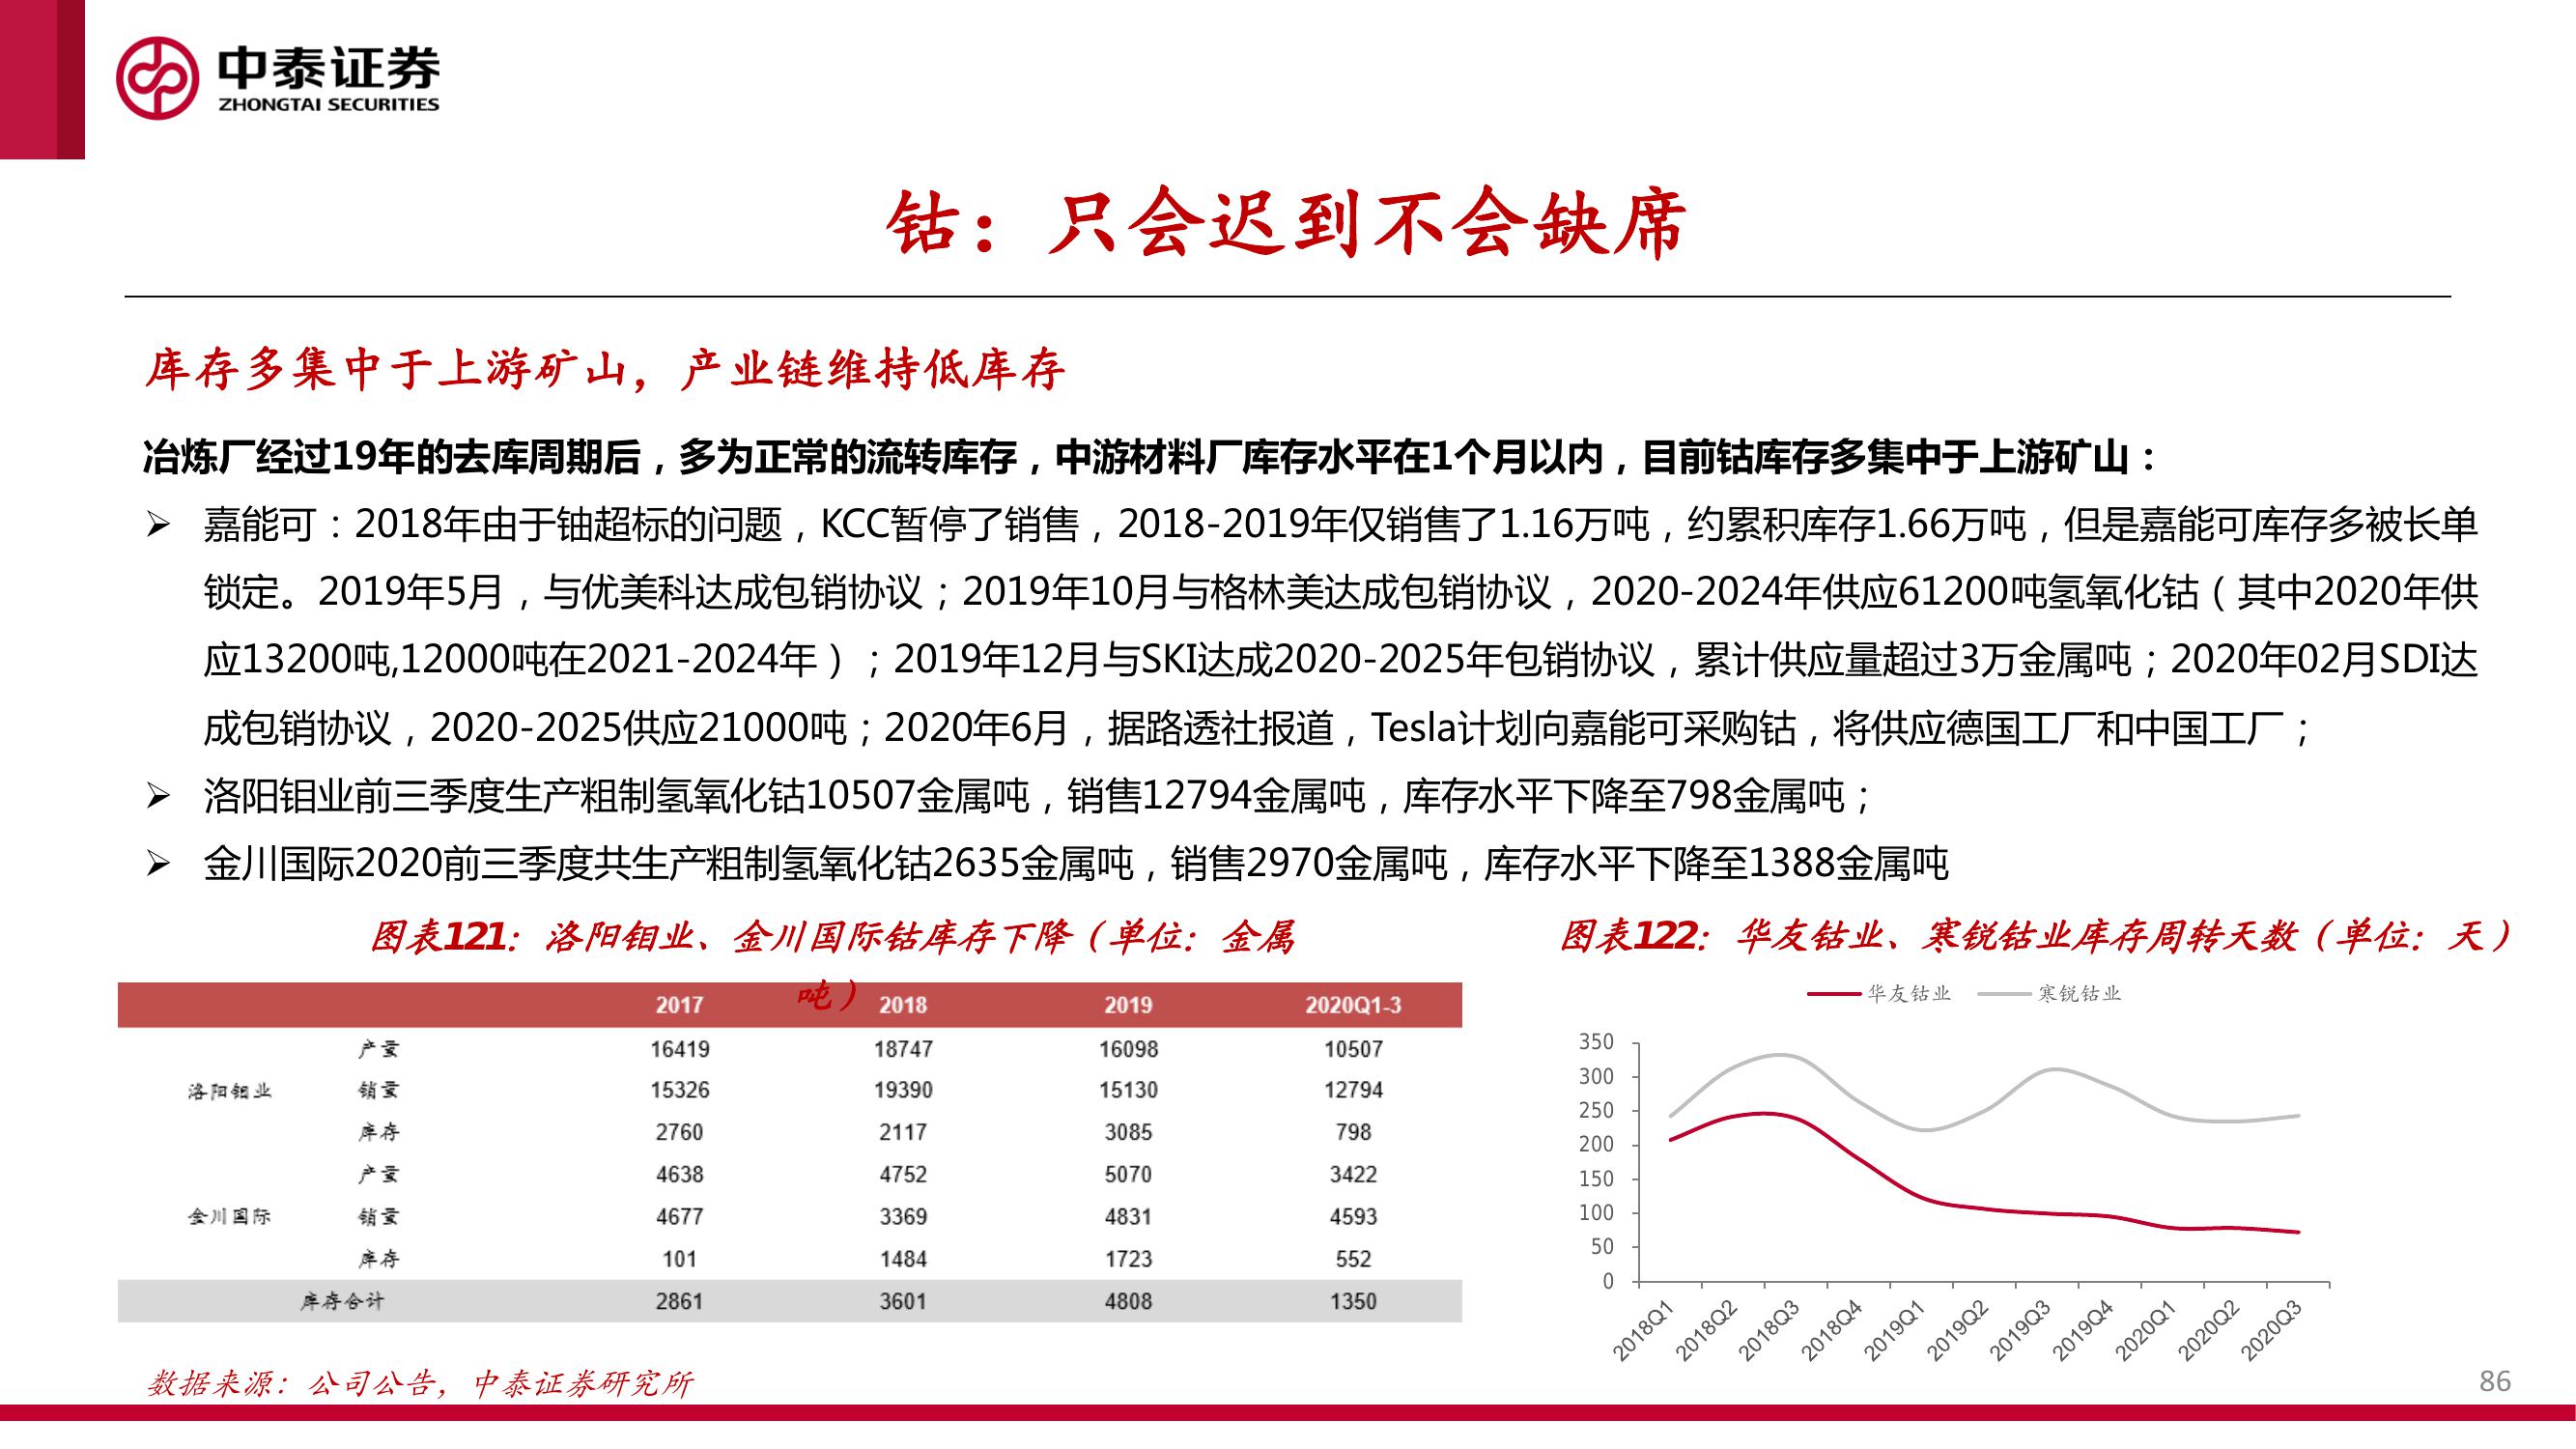 中泰证券
ZHONGTAI SECURITIES
钴：只会迟到不会缺席
库存多集中于上游矿山，产业链维持低库存
冶炼厂经过19年的去库周期后，多为正常的流转库存，中游材料厂库存水平在1个月以内，目前钴库存多集中于上游矿山：
嘉能可：2018年由于铀超标的问题，KCC暂停了销售，2018-2019年仅销售了1.16万吨，约累积库存1.66万吨，但是嘉能可库存多被长单
锁定。2019年5月，与优美科达成包销协议；2019年10月与格林美达成包销协议，2020-2024年供应61200吨氢氧化钴（其中2020年供
应13200吨,12000吨在2021-2024年）；2019年12月与SKI达成2020-2025年包销协议，累计供应量超过3万金属吨；2020年02月SDI达
成包销协议，2020-2025供应21000吨；2020年6月，据路透社报道，Tesla计划向嘉能可采购钴，将供应德国工厂和中国工厂；
洛阳钼业前三季度生产粗制氢氧化钴10507金属吨，销售12794金属吨，库存水平下降至798金属吨；
金川国际2020前三季度共生产粗制氢氧化钴2635金属吨，销售2970金属吨，库存水平下降至1388金属吨
图表121：洛阳钼业、金川国际钴库存下降（单位：金属
吨）
2017 2018 2019 2020Q1-3
产量 16419 18747 16098 10507
洛阳钼业 销量 15326 19390 15130 12794
库存 2760 2117 3085 798
产量 4638 4752 5070 3422
金川国际 销量 4677 3369 4831 4593
库存 101 1484 1723 552
库存合计 2861 3601 4808 1350
图表122：华友钴业、寒锐钴业库存周转天数（单位：天）
华友钴业 寒锐钴业
350
300
250
200
150
100
50
0
2018Q1 2018Q2 2018Q3 2018Q4 2019Q1 2019Q2 2019Q3 2019Q4 2020Q1 2020Q2 2020Q3
数据来源：公司公告，中泰证券研究所
86